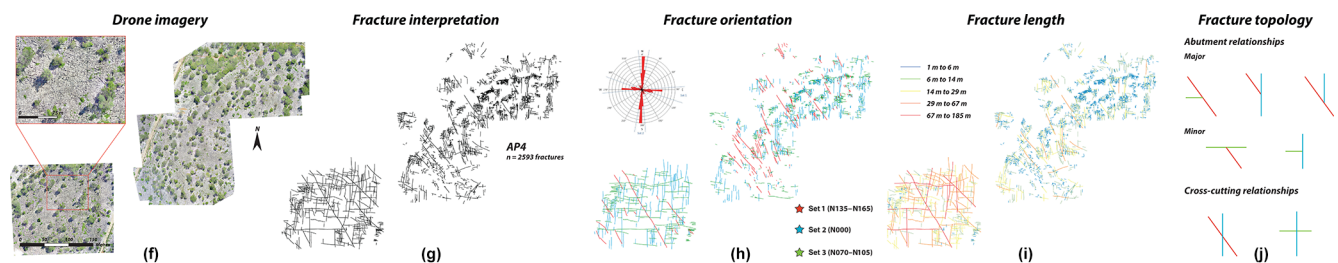 Drone imagery
Fracture interpretation
Fracture orientation
Fracture length
Fracture topology
N
AP4
n = 2593 fractures
Set 1 (N135–N165)
Set 2 (N000)
Set 3 (N070–N105)
1 m to 6 m
6 m to 14 m
14 m to 29 m
29 m to 67 m
67 m to 185 m
Abutment relationships
Major
Minor
Cross-cutting relationships
(f)
(g)
(h)
(i)
(j)